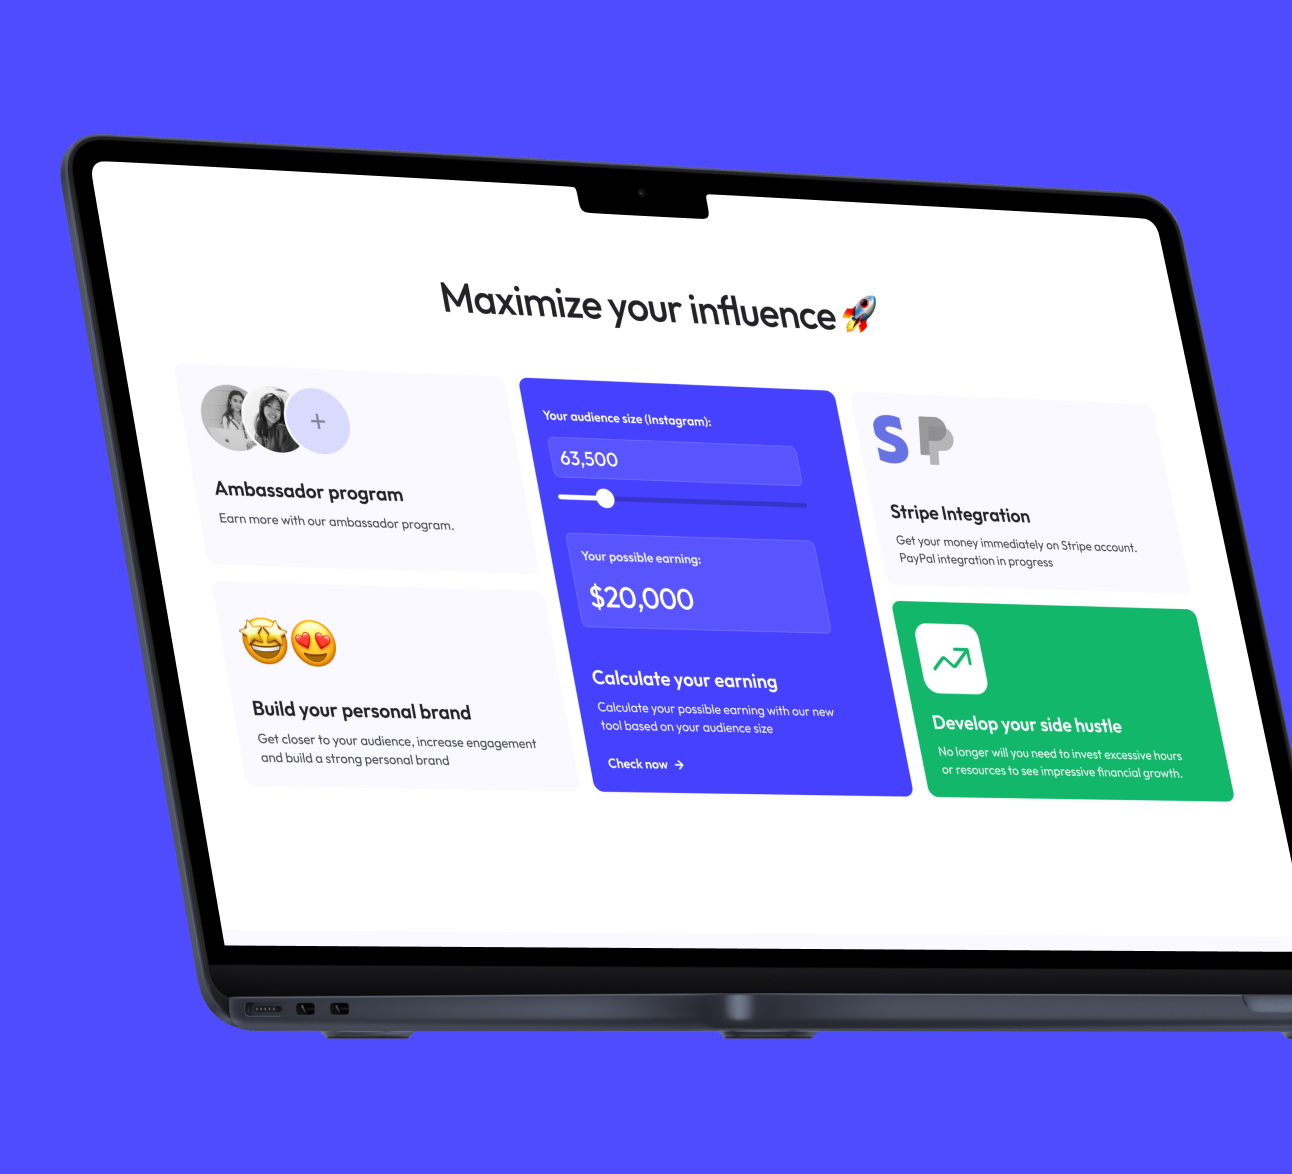 Maximize your influence 🚀
Ambassador program
Earn more with our ambassador program.
Build your personal brand
Get closer to your audience, increase engagement
and build a strong personal brand
Your audience size (Instagram):
63,500
Your possible earning:
$20,000
Calculate your earning
Calculate your possible earning with our new
tool based on your audience size
Check now →
S P
Stripe Integration
Get your money immediately on Stripe account.
PayPal integration in progress
Develop your side hustle
No longer will you need to invest excessive hours
or resources to see impressive financial growth.